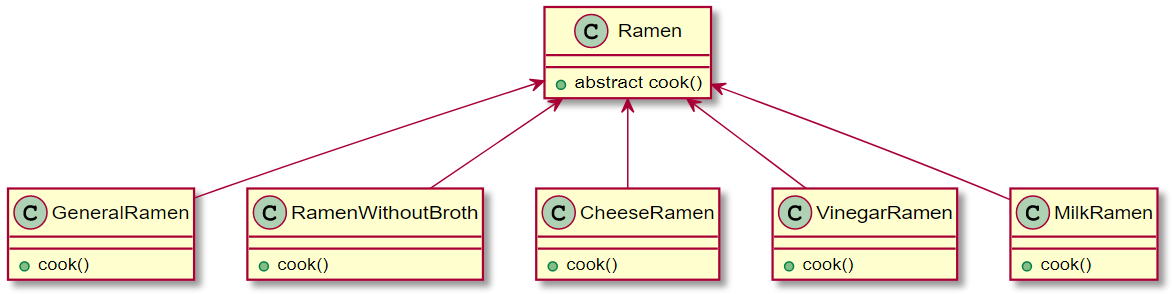 C Ramen
abstract cook()
C GeneralRamen
cook()
C RamenWithoutBroth
cook()
C CheeseRamen
cook()
C VinegarRamen
cook()
C MilkRamen
cook()